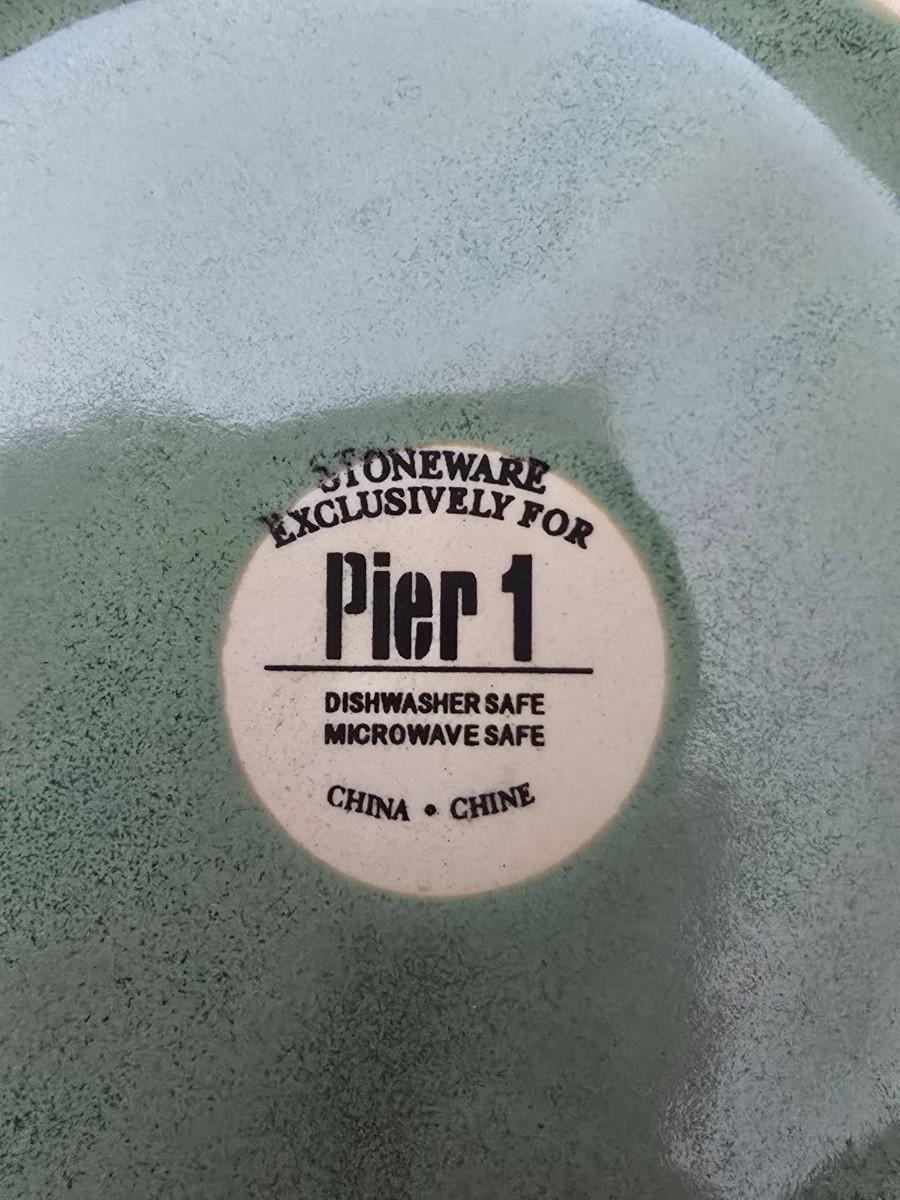 STONEWARE
EXCLUSIVELY FOR
Pier 1
DISHWASHER SAFE
MICROWAVE SAFE
CHINA • CHINE